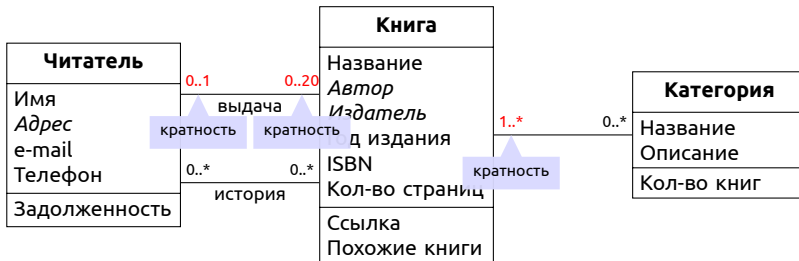 Читатель
Имя
Адрес
e-mail
Телефон
Задолженность
0..1
0..20
выдача
кратность
кратность
0..*
0..*
история
Книга
Название
Автор
Издатель
од издания
ISBN
Кол-во страниц
Ссылка
Похожие книги
1..*
0..*
кратность
Категория
Название
Описание
Кол-во книг